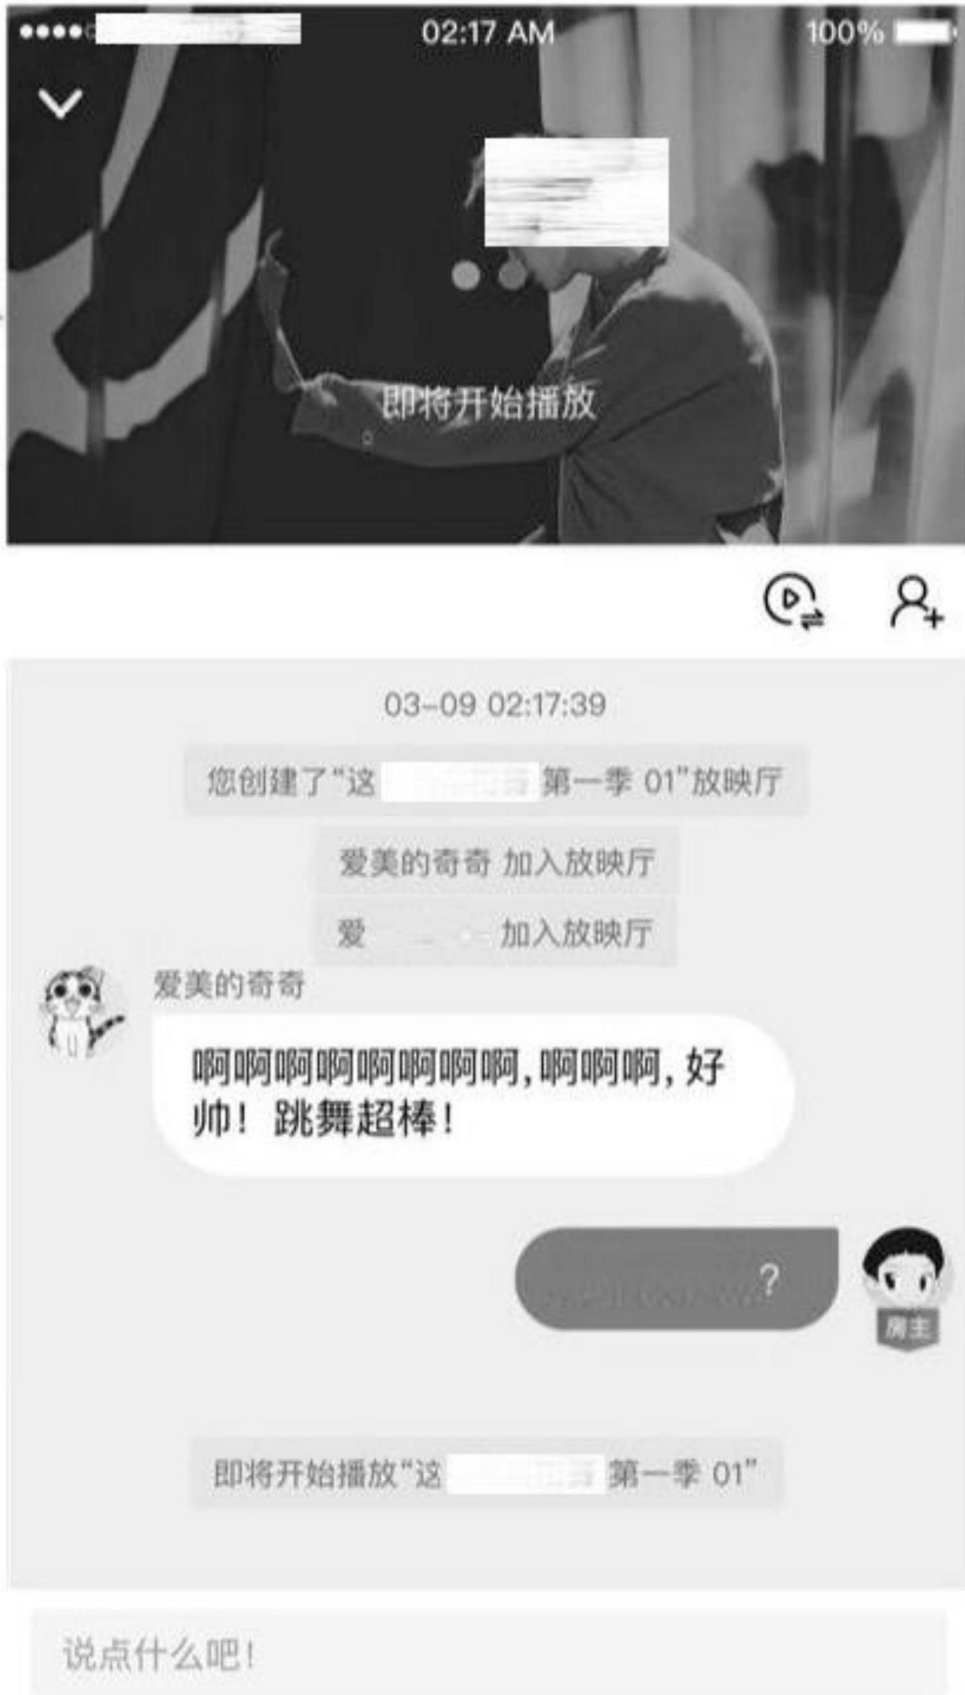 02:17 AM 100%
即将开始播放
03-09 02:17:39
您创建了“这 第一季 01”放映厅
爱美的奇奇 加入放映厅
爱 加入放映厅
爱美的奇奇
啊啊啊啊啊啊啊啊,啊啊啊,好
帅！跳舞超棒！
?
房主
即将开始播放“这 第一季 01”
说点什么吧！